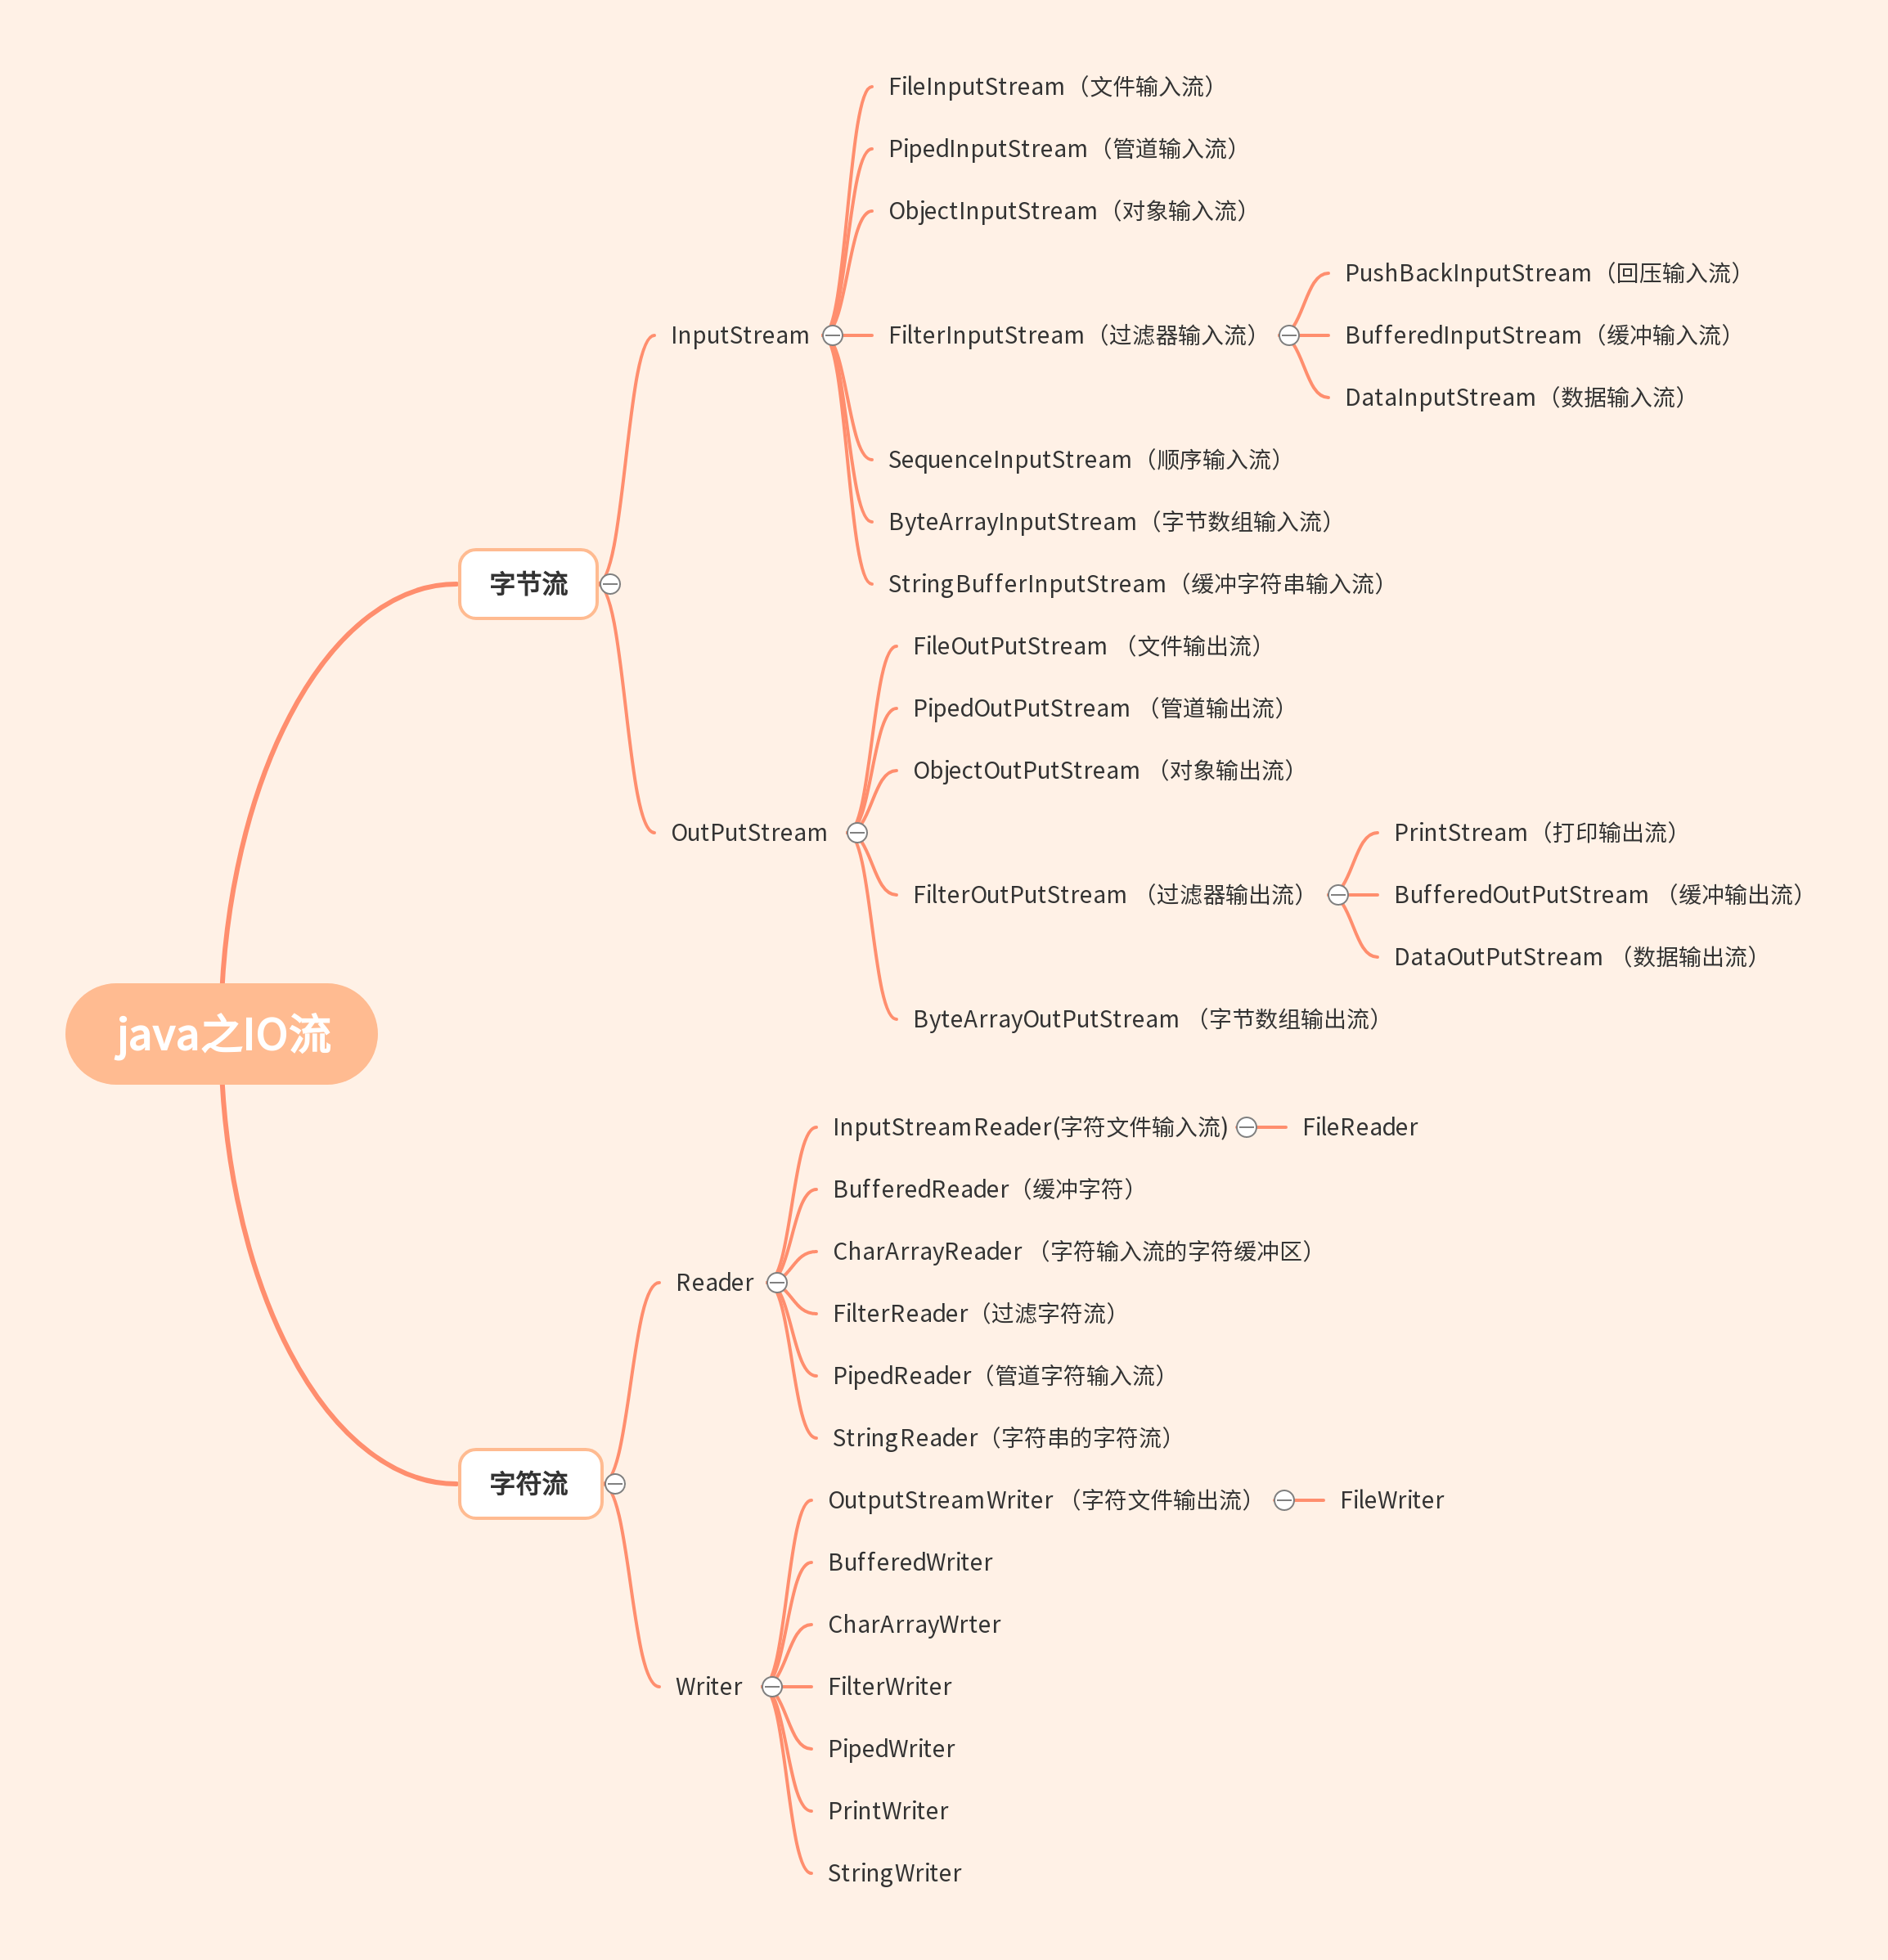 java之IO流
字节流
InputStream
FileInputStream（文件输入流）
PipedInputStream（管道输入流）
ObjectInputStream（对象输入流）
FilterInputStream（过滤器输入流）
PushBackInputStream（回压输入流）
BufferedInputStream（缓冲输入流）
DataInputStream（数据输入流）
SequenceInputStream（顺序输入流）
ByteArrayInputStream（字节数组输入流）
StringBufferInputStream（缓冲字符串输入流）
OutPutStream
FileOutPutStream （文件输出流）
PipedOutPutStream （管道输出流）
ObjectOutPutStream （对象输出流）
FilterOutPutStream （过滤器输出流）
PrintStream（打印输出流）
BufferedOutPutStream （缓冲输出流）
DataOutPutStream （数据输出流）
ByteArrayOutPutStream （字节数组输出流）
字符流
Reader
InputStreamReader(字符文件输入流)
FileReader
BufferedReader（缓冲字符）
CharArrayReader （字符输入流的字符缓冲区）
FilterReader（过滤字符流）
PipedReader（管道字符输入流）
StringReader（字符串的字符流）
Writer
OutputStreamWriter （字符文件输出流）
FileWriter
BufferedWriter
CharArrayWrter
FilterWriter
PipedWriter
PrintWriter
StringWriter